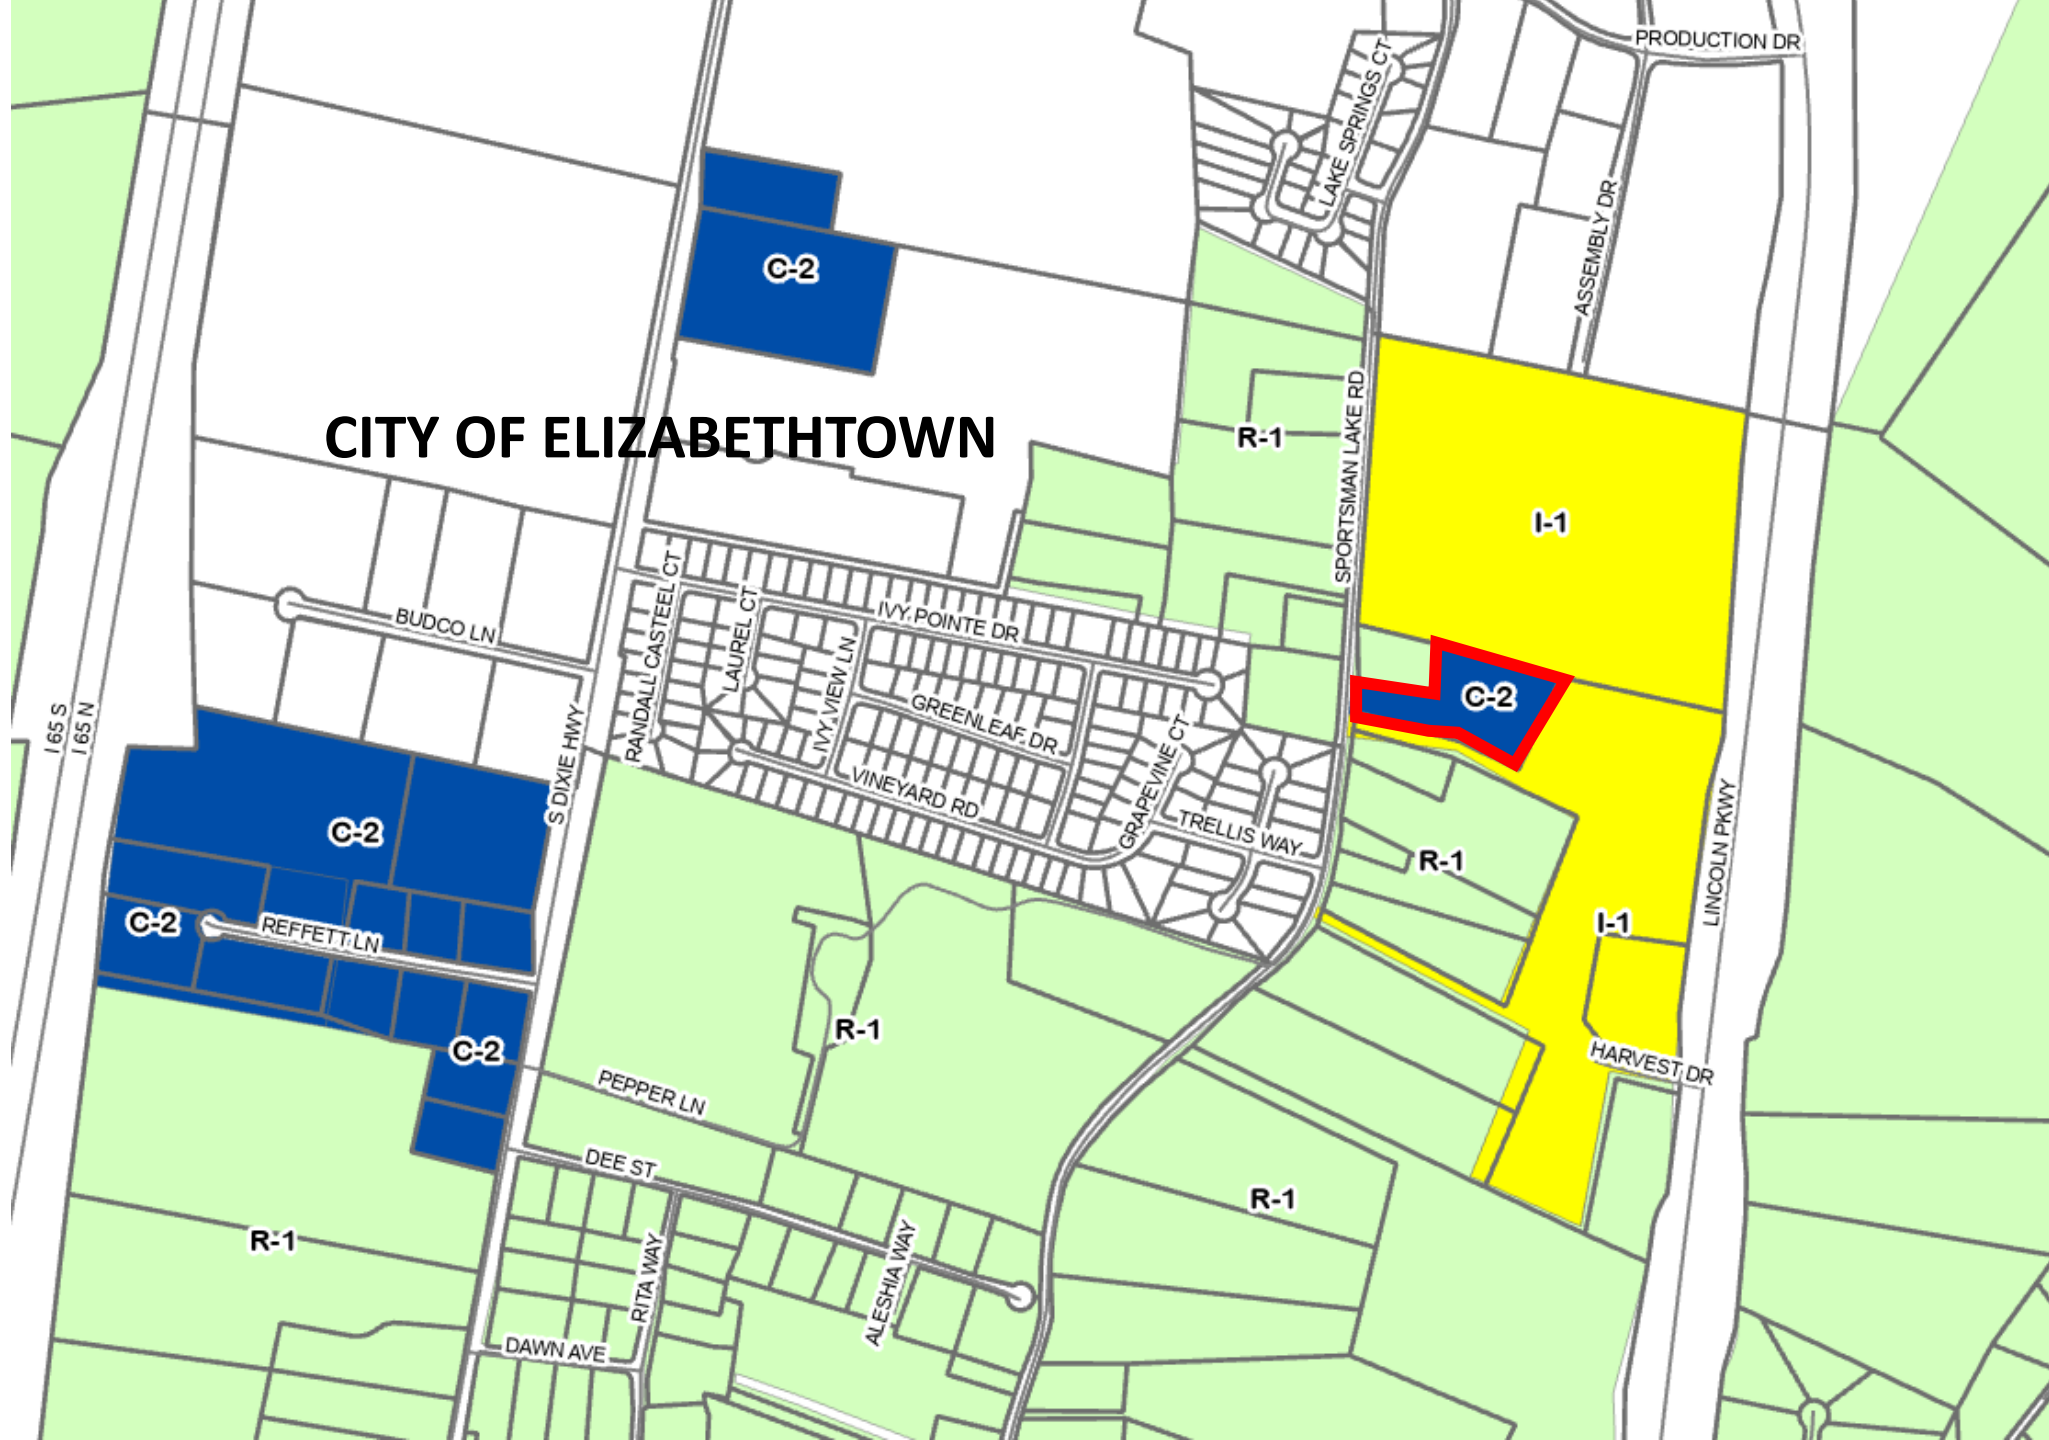 PRODUCTION DR
LAKE SPRINGS CT
ASSEMBLY DR
C-2
CITY OF ELIZABETHTOWN
R-1
SPORTSMAN LAKE RD
I-1
RANDALL CASTEEL CT
LAUREL CT
IVY POINTE DR
BUDCO LN
IVY VIEW LN
GREENLEAF DR
C-2
I 65 S
I 65 N
S DIXIE HWY
VINEYARD RD
GRAPEVINE CT
TRELLIS WAY
LINCOLN PKWY
C-2
R-1
C-2
REFFETT LN
I-1
R-1
C-2
HARVEST DR
PEPPER LN
DEE ST
R-1
R-1
RITA WAY
ALESHIA WAY
DAWN AVE